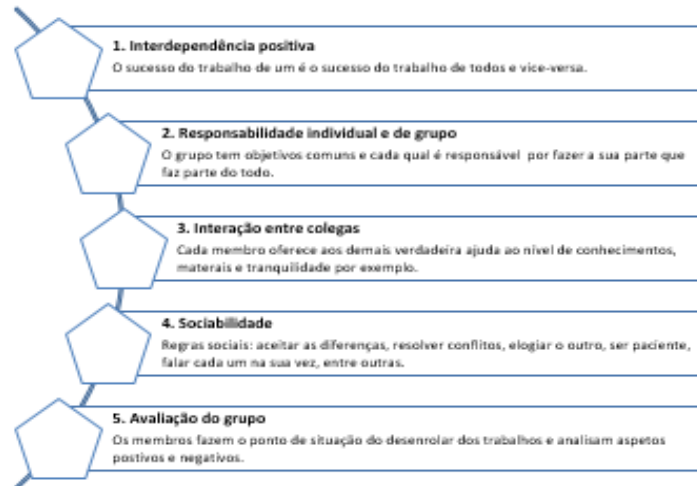 1. Interdependência positiva
O sucesso do trabalho de um é o sucesso do trabalho de todos e vice-versa.
2. Responsabilidade individual e de grupo
O grupo tem objetivos comuns e cada qual é responsável por fazer a sua parte que
faz parte do todo.
3. Interação entre colegas
Cada membro oferece aos demais verdadeira ajuda ao nível de conhecimentos,
materais e tranquilidade por exemplo.
4. Sociabilidade
Regras sociais: aceitar as diferenças, resolver conflitos, elogiar o outro, ser paciente,
falar cada um na sua vez, entre outras.
5. Avaliação do grupo
Os membros fazem o ponto de situação do desenrolar dos trabalhos e analisam aspetos
postivos e negativos.